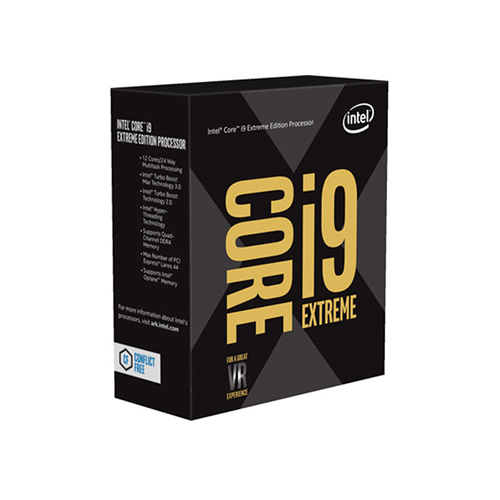 INTEL® CORE™ i9
EXTREME EDITION PROCESSOR
• 12 Cores/24 Way
Multitask Processing
• Intel® Turbo Boost
Max Technology 3.0
• Intel® Turbo Boost
Technology 2.0
• Intel® Hyper-
Threading
Technology
• Supports Quad-
Channel DDR4
Memory
• Max Number of PCI
Express® Lanes 44
• Supports Intel®
Optane™ Memory
For more information about Intel's
processors, visit ark.intel.com
CF
CONFLICT
FREE
Intel® Core™ i9 Extreme Edition Processor
intel
CORE
i9
EXTREME
FOR A GREAT
VR
EXPERIENCE